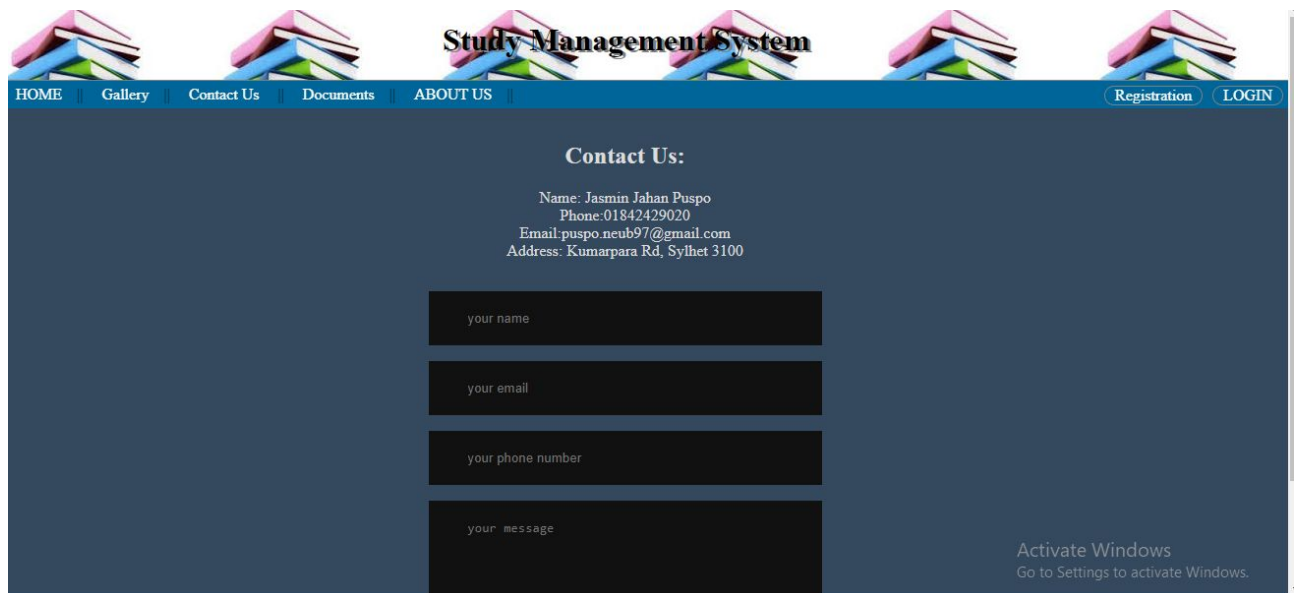 Study Management System
HOME || Gallery || Contact Us || Documents || ABOUT US || Registration LOGIN
Contact Us:
Name: Jasmin Jahan Puspo
Phone:01842429020
Email:puspo.neub97@gmail.com
Address: Kumarpara Rd, Sylhet 3100
your name
your email
your phone number
your message
Activate Windows
Go to Settings to activate Windows.